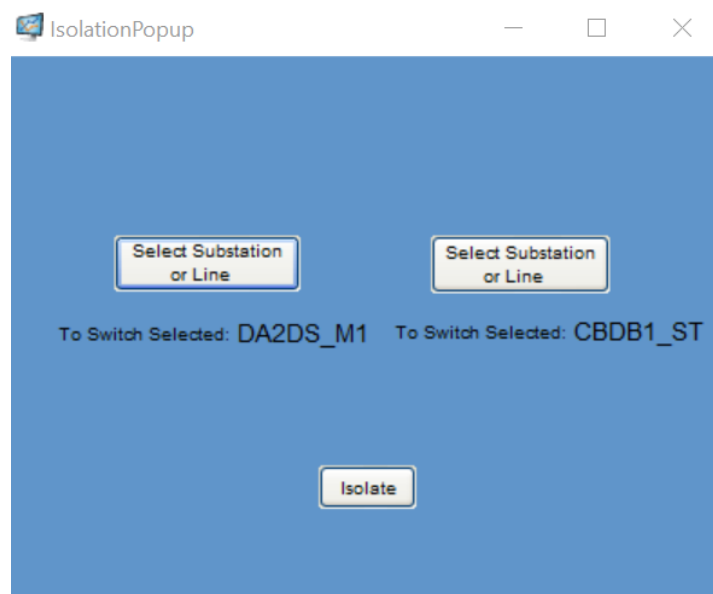 IsolationPopup
Select Substation
or Line
Select Substation
or Line
To Switch Selected: DA2DS_M1
To Switch Selected: CBDB1_ST
Isolate